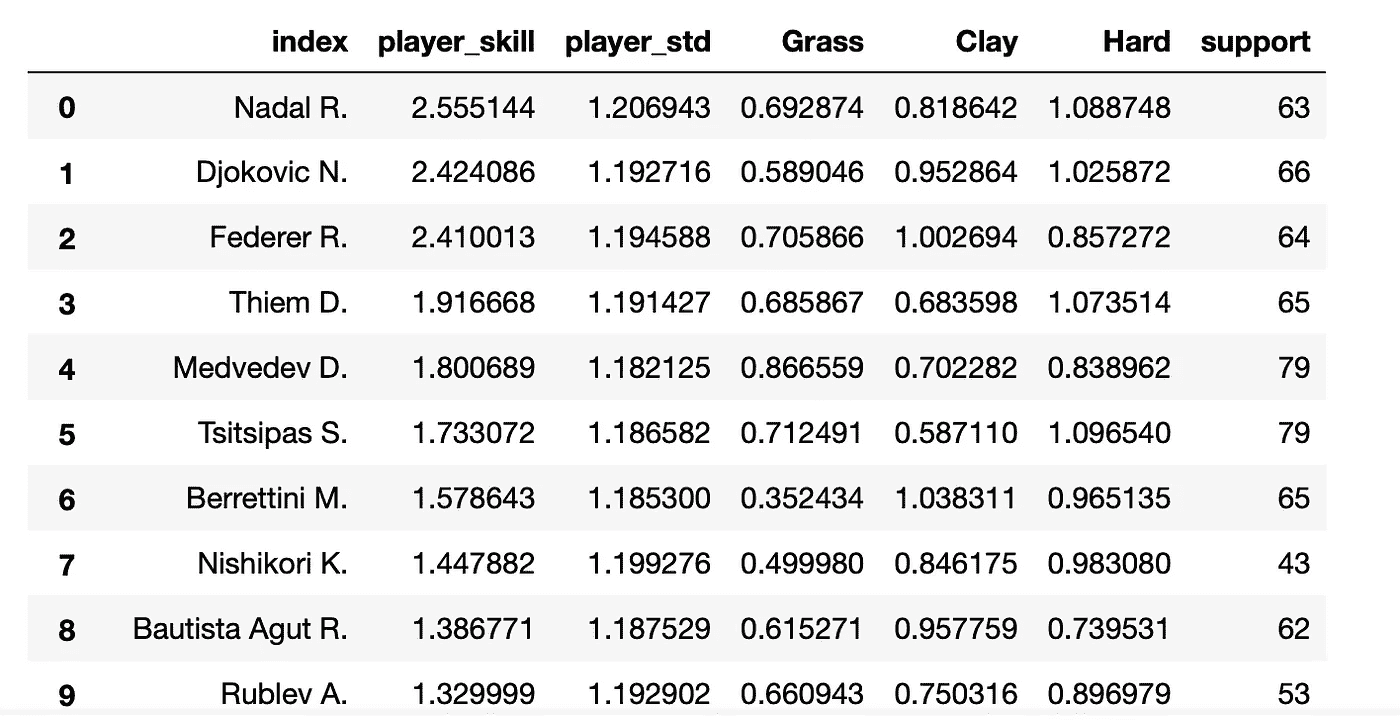 index player_skill player_std Grass Clay Hard support
0 Nadal R. 2.555144 1.206943 0.692874 0.818642 1.088748 63
1 Djokovic N. 2.424086 1.192716 0.589046 0.952864 1.025872 66
2 Federer R. 2.410013 1.194588 0.705866 1.002694 0.857272 64
3 Thiem D. 1.916668 1.191427 0.685867 0.683598 1.073514 65
4 Medvedev D. 1.800689 1.182125 0.866559 0.702282 0.838962 79
5 Tsitsipas S. 1.733072 1.186582 0.712491 0.587110 1.096540 79
6 Berrettini M. 1.578643 1.185300 0.352434 1.038311 0.965135 65
7 Nishikori K. 1.447882 1.199276 0.499980 0.846175 0.983080 43
8 Bautista Agut R. 1.386771 1.187529 0.615271 0.957759 0.739531 62
9 Rublev A. 1.329999 1.192902 0.660943 0.750316 0.896979 53